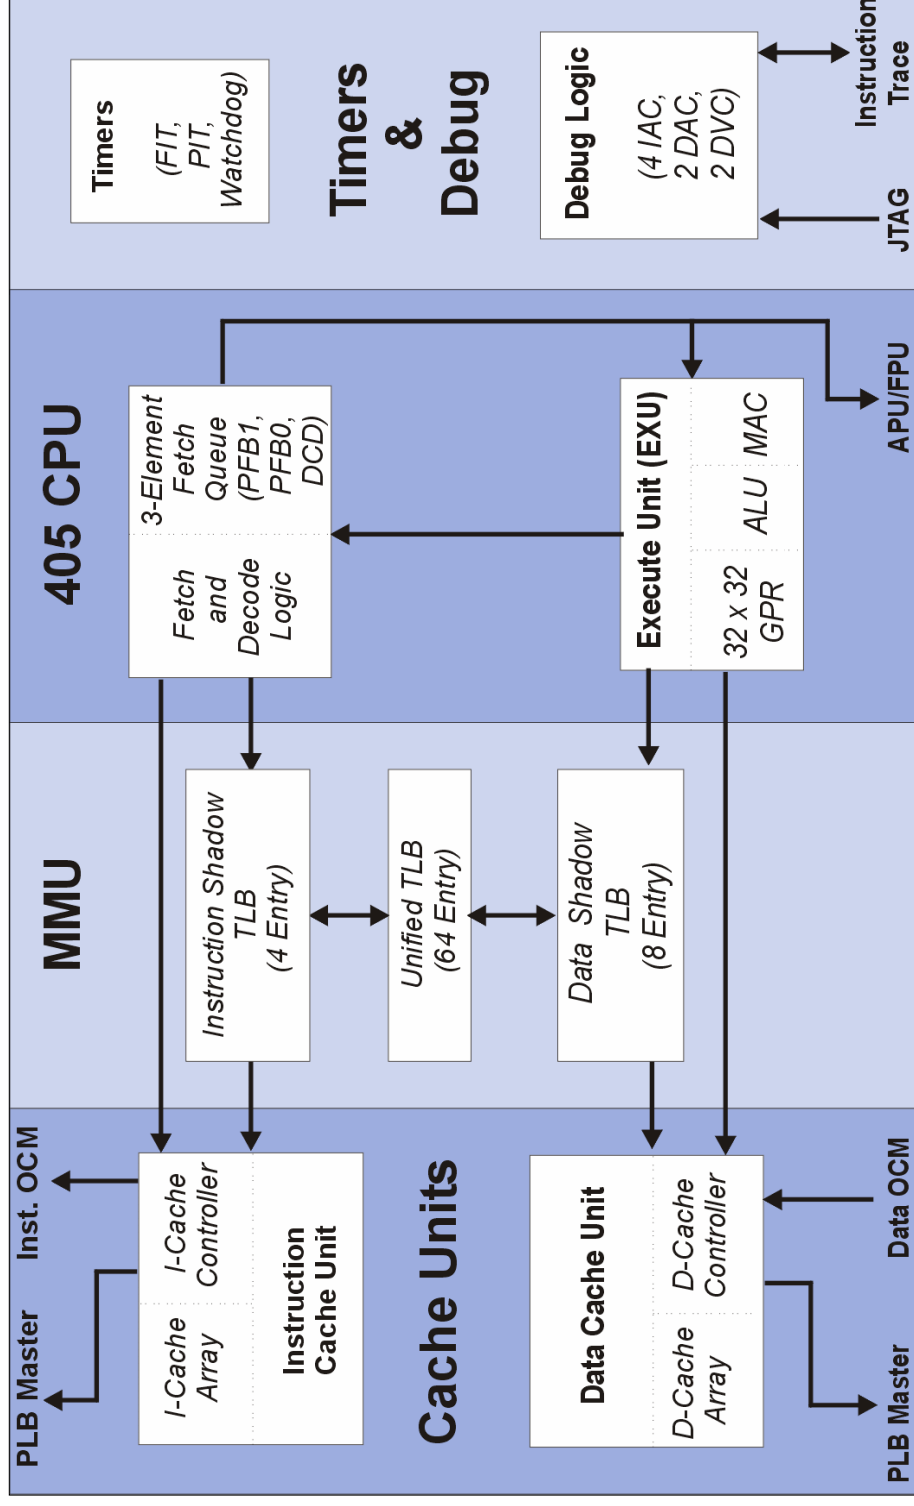 PLB Master
Inst. OCM
I-Cache
Array
I-Cache
Controller
Instruction
Cache Unit
Cache Units
Data Cache Unit
D-Cache
Array
D-Cache
Controller
PLB Master
Data OCM
MMU
Instruction Shadow
TLB
(4 Entry)
Unified TLB
(64 Entry)
Data Shadow
TLB
(8 Entry)
405 CPU
Fetch
and
Decode
Logic
3-Element
Fetch
Queue
(PFB1,
PFB0,
DCD)
Execute Unit (EXU)
32 x 32
GPR
ALU
MAC
APU/FPU
Timers
(FIT,
PIT,
Watchdog)
Timers
&
Debug
Debug Logic
(4 IAC,
2 DAC,
2 DVC)
JTAG
Instruction
Trace